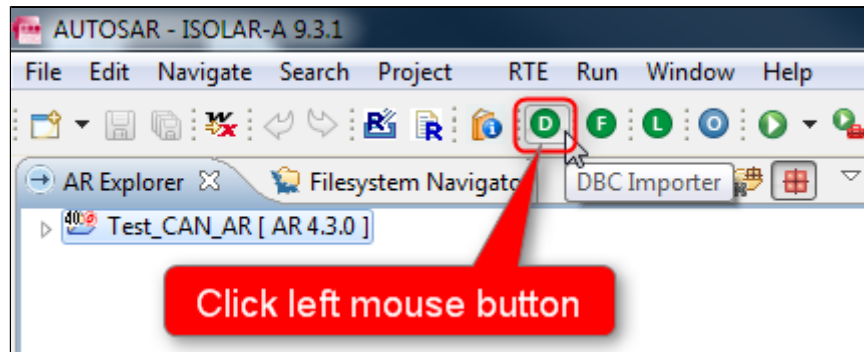 AUTOSAR - ISOLAR-A 9.3.1
File Edit Navigate Search Project RTE Run Window Help
D F L O
AR Explorer Filesystem Navigato DBC Importer
Test_CAN_AR [ AR 4.3.0 ]
Click left mouse button